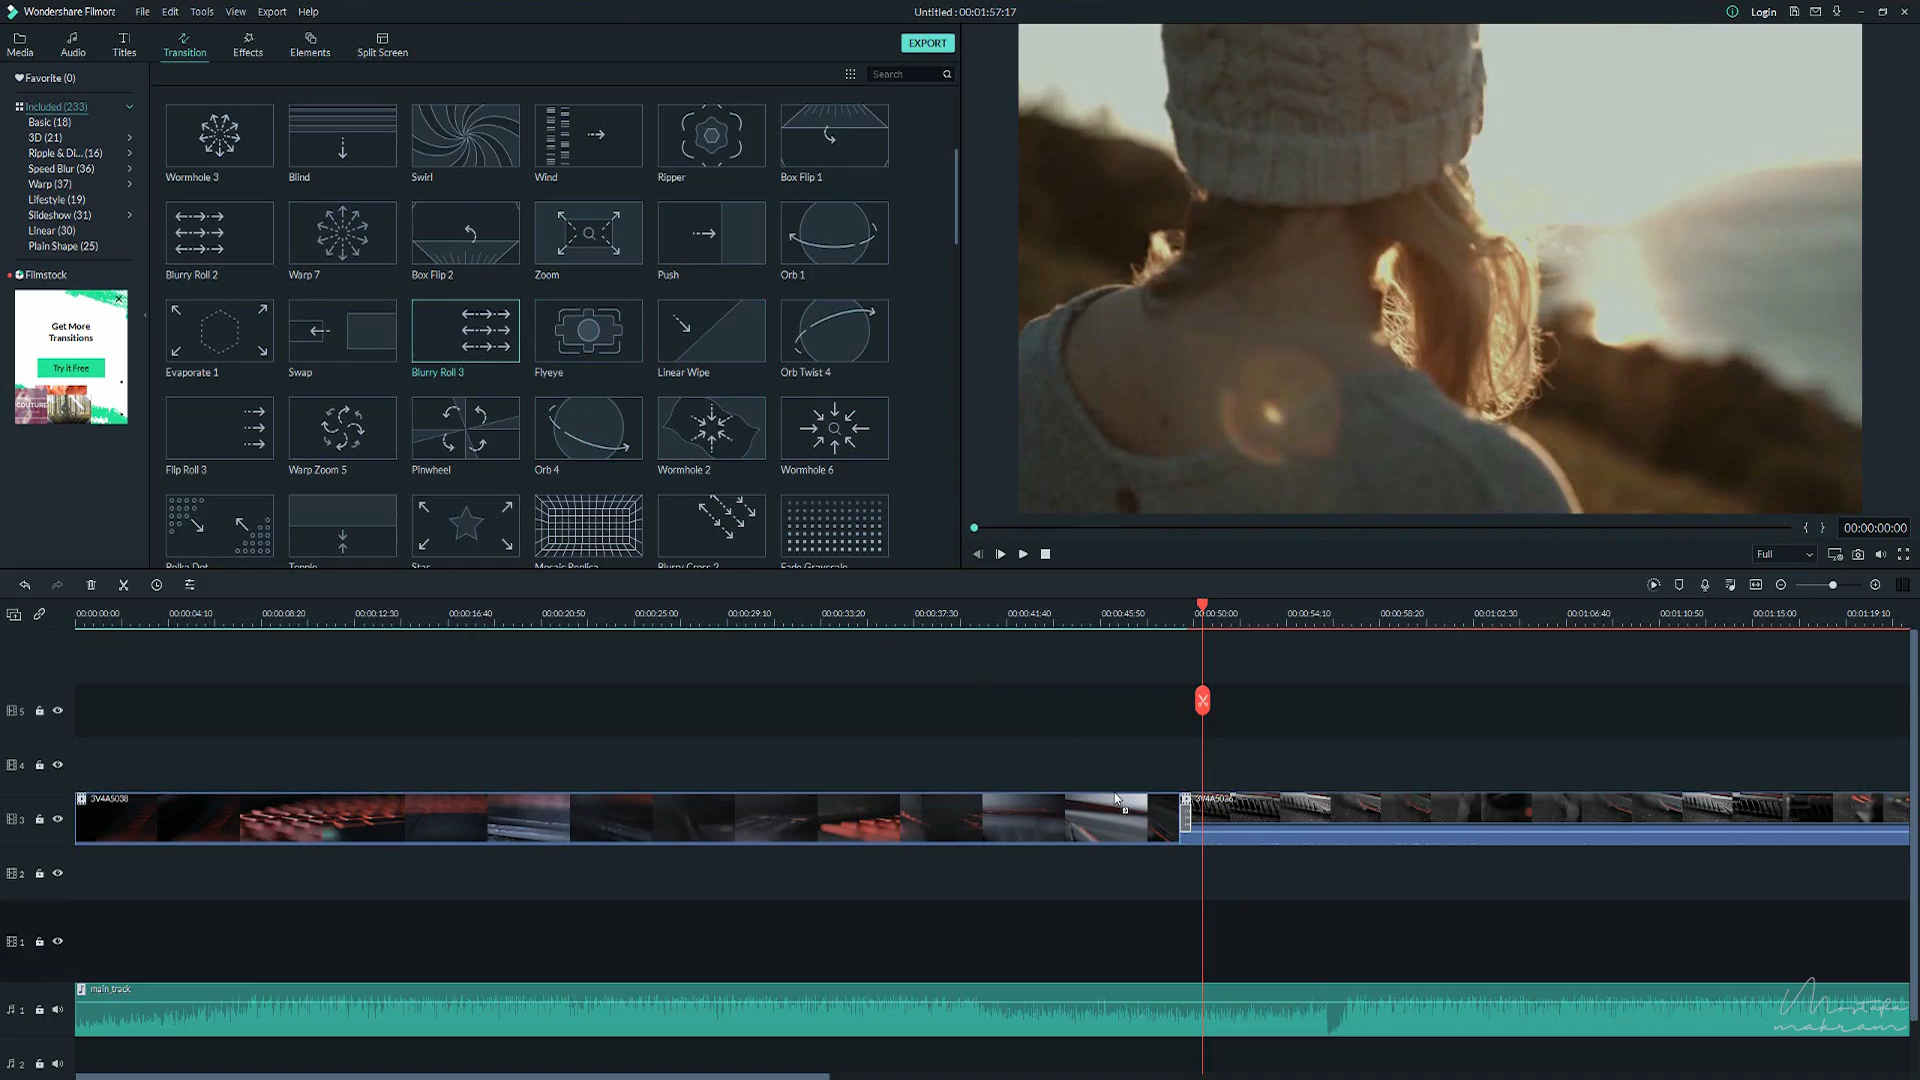 Wondershare Filmora
File
Edit
Tools
View
Export
Help
Untitled : 00:01:57:17
Login
Media
Audio
Titles
Transition
Effects
Elements
Split Screen
EXPORT
Favorite (0)
Search
Included (233)
Basic (18)
3D (21)
Ripple & Di... (16)
Speed Blur (36)
Warp (37)
Lifestyle (19)
Slideshow (31)
Linear (30)
Plain Shape (25)
Filmstock
Get More
Transitions
Try it Free
COUTURE
Wormhole 3
Blind
Swirl
Wind
Ripper
Box Flip 1
Blurry Roll 2
Warp 7
Box Flip 2
Zoom
Push
Orb 1
Evaporate 1
Swap
Blurry Roll 3
Flyeye
Linear Wipe
Orb Twist 4
Flip Roll 3
Warp Zoom 5
Pinwheel
Orb 4
Wormhole 2
Wormhole 6
Polka Dot
Temple
Star
Mosaic Replica
Blurry Cross 2
Fade Grayscale
00:00:00:00
Full
00:00:00:00
00:00:04:10
00:00:08:20
00:00:12:30
00:00:16:40
00:00:20:50
00:00:25:00
00:00:29:10
00:00:33:20
00:00:37:30
00:00:41:40
00:00:45:50
00:00:50:00
00:00:54:10
00:00:58:20
00:01:02:30
00:01:06:40
00:01:10:50
00:01:15:00
00:01:19:10
5
4
3
3V4A5038
2
1
main_track
1
2
Mostafa
makram